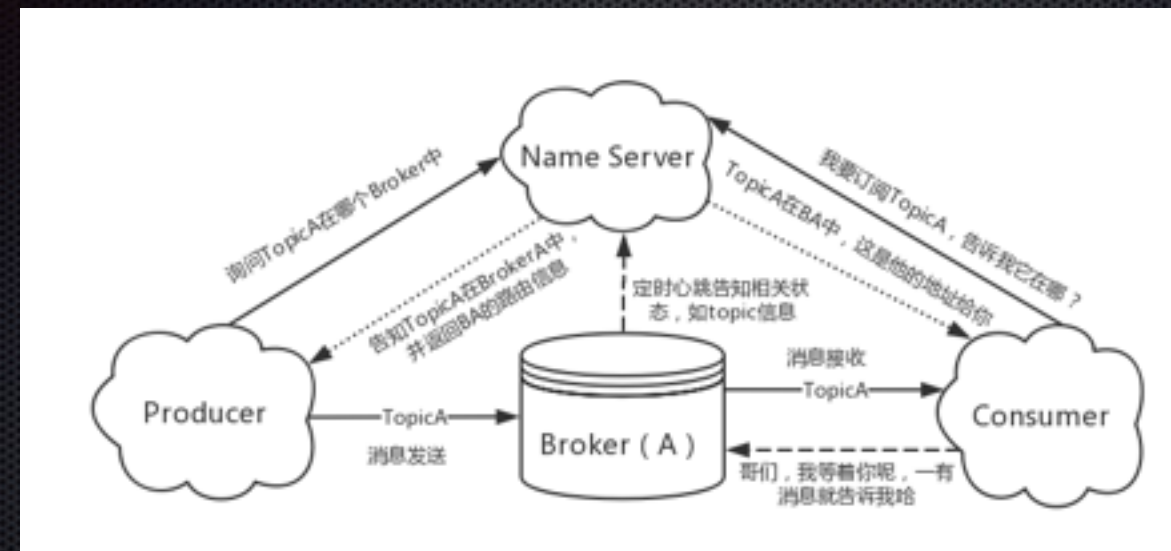 Name Server
询问TopicA在哪个Broker中
告知TopicA在BrokerA中，
并返回BA的路由信息
我要订阅TopicA，告诉我它在哪？
TopicA在BA中，这是他的地址给你
定时心跳告知相关状
态，如topic信息
Producer
TopicA
消息发送
Broker（A）
消息接收
TopicA
Consumer
哥们，我等着你呢，一有
消息就告诉我哈